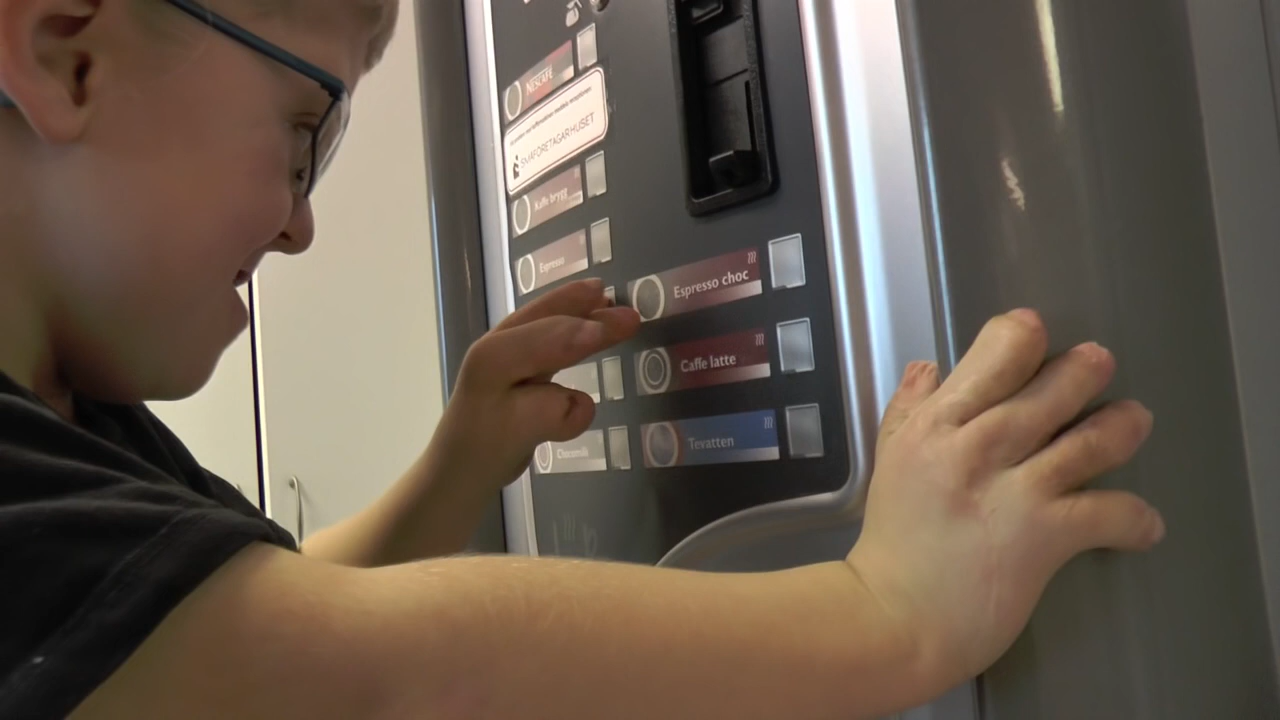 NESCAFÉ
SMÅFÖRETAGARHUSET
Kaffe brygg
Espresso
Espresso choc
Caffe latte
Tevatten
Chocomilk